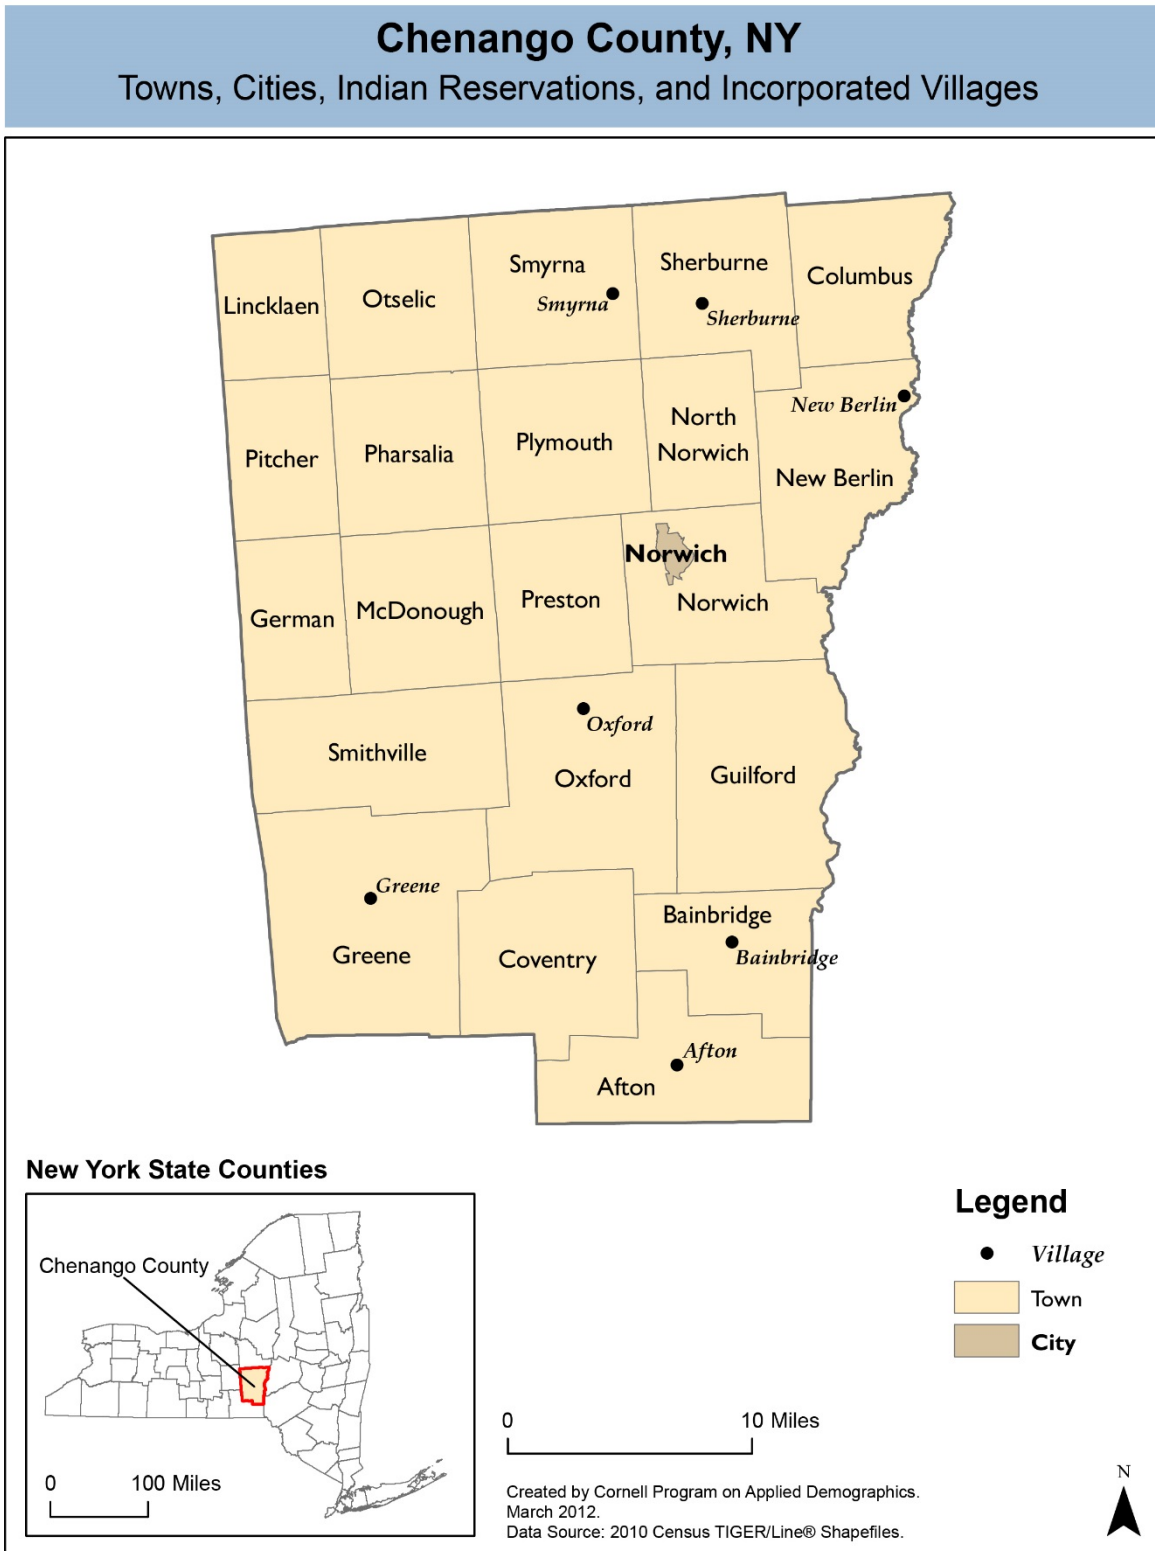 Chenango County, NY
Towns, Cities, Indian Reservations, and Incorporated Villages
Lincklaen
Otselic
Smyrna
Smyrna
Sherburne
Sherburne
Columbus
Pitcher
Pharsalia
Plymouth
North
Norwich
New Berlin
New Berlin
German
McDonough
Preston
Norwich
Norwich
Smithville
Oxford
Oxford
Guilford
Greene
Greene
Coventry
Bainbridge
Bainbridge
Afton
Afton
New York State Counties
Chenango County
0 100 Miles
Legend
Village
Town
City
0 10 Miles
Created by Cornell Program on Applied Demographics.
March 2012.
Data Source: 2010 Census TIGER/Line® Shapefiles.
N